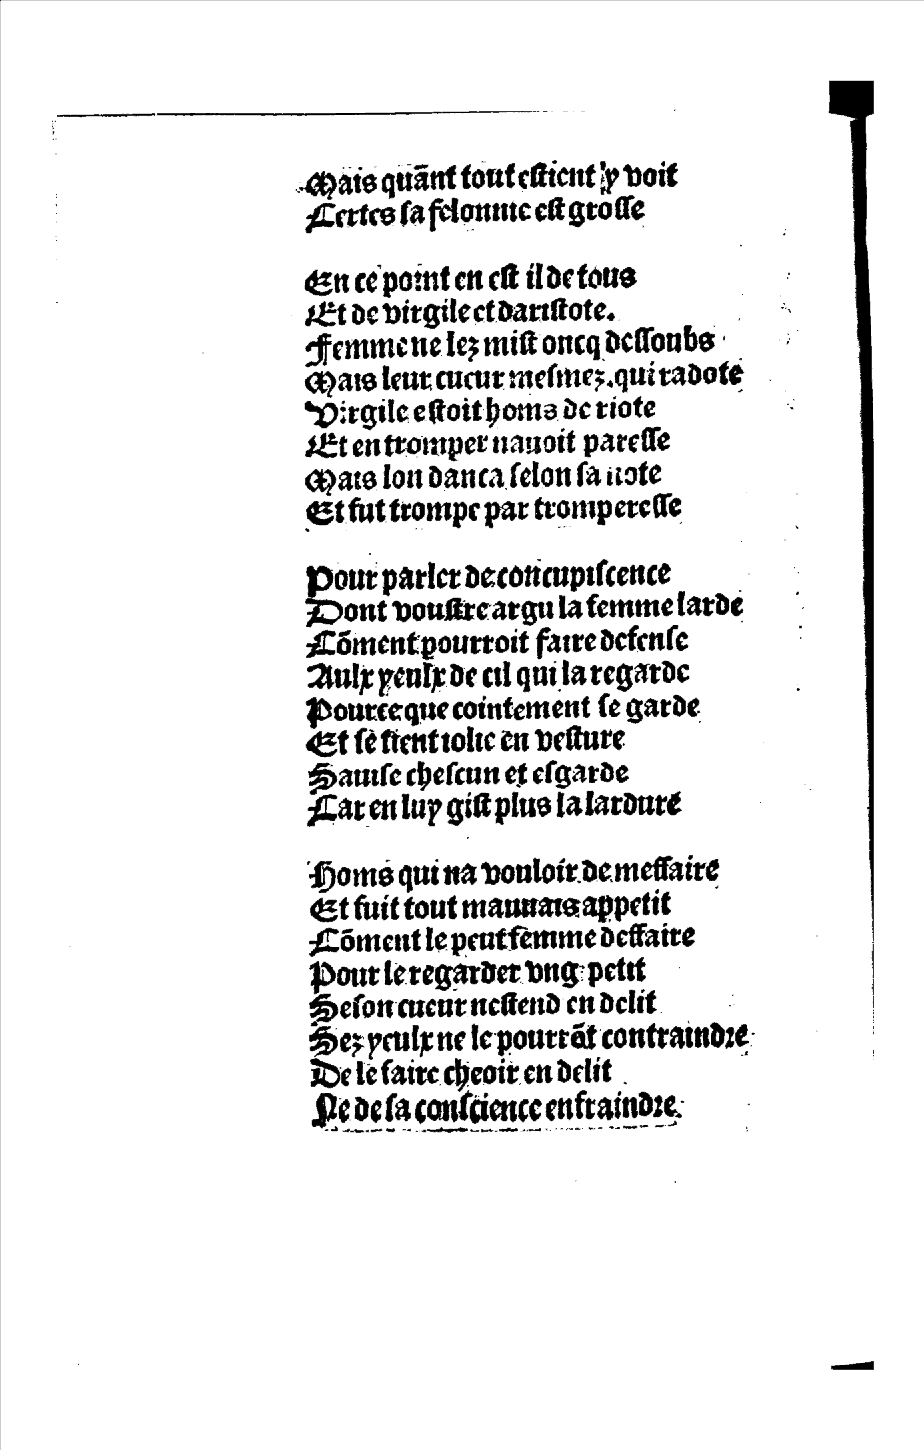 Mais quãnt tout estient y voit
Certes sa felonnie est grosse

En ce point en est il de tous
Et de virgile et daristote.
Femme ne lez mist oncq dessoubs
Mais leur cueur mesmez. qui radote
Virgile estoit homs de riote
Et en tromper nauoit paresse
Mais lon danca selon sa note
Et fut trompe par tromperesse

Pour parler de concupiscence
Dont voustre argu la femme larde
Cõment pourroit faire defense
Aulx yeulx de cil qui la regarde
Pource que cointement se garde
Et se tient iolie en vesture
Sauise chescun et esgarde
Car en luy gist plus la lardure

Homs qui na vouloir de meffaire
Et fuit tout mauuais appetit
Cõment le peut femme deffaire
Pour le regarder vng petit
Se son cueur nestend en delit
Sez yeulx ne le pourrõt contraindre
De le faire cheoir en delit
Ne de sa conscience enfraindre.